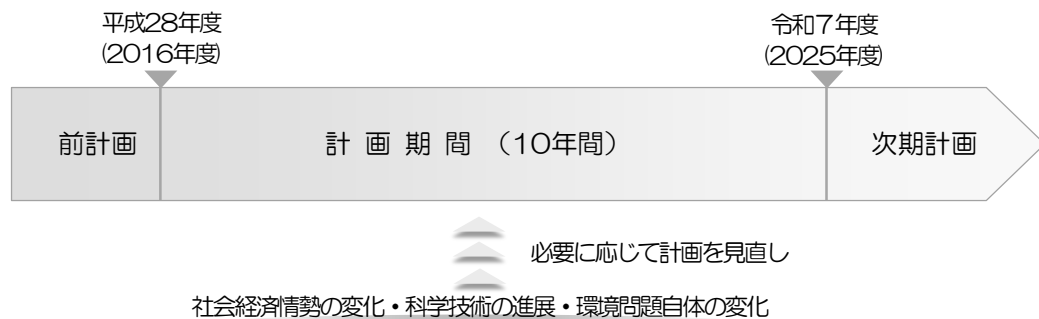 平成28年度
(2016年度)
令和7年度
(2025年度)
前計画
計画期間（10年間）
次期計画
必要に応じて計画を見直し
社会経済情勢の変化・科学技術の進展・環境問題自体の変化